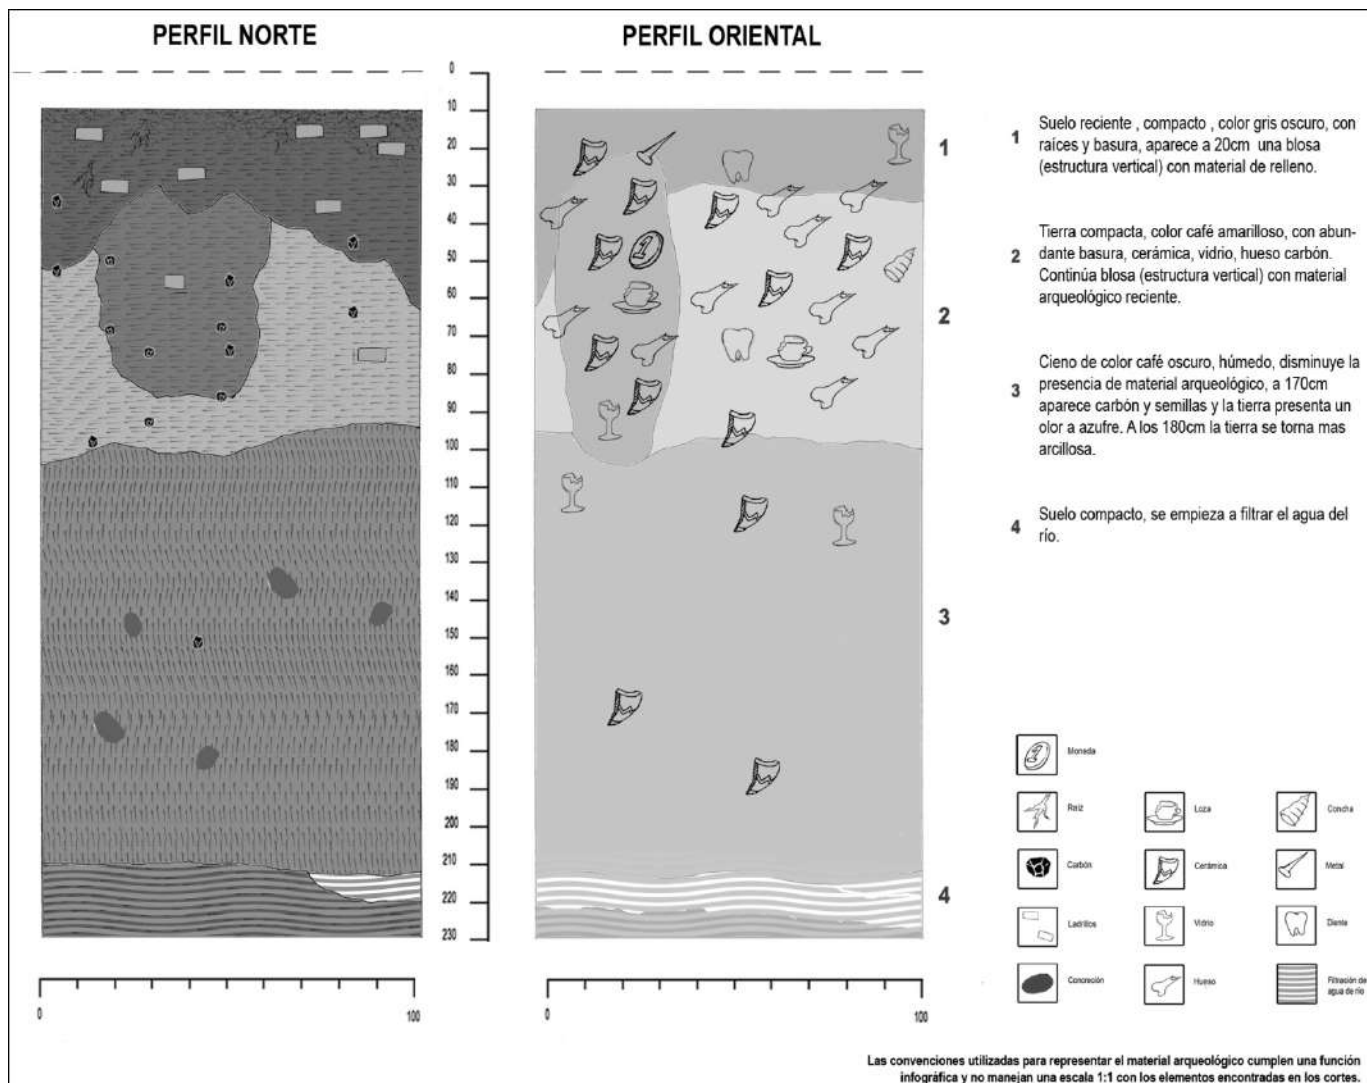 PERFIL NORTE
PERFIL ORIENTAL
0
10
20
30
40
50
60
70
80
90
100
110
120
130
140
150
160
170
180
190
200
210
220
230
0
100
0
100
1
2
3
4
1
Suelo reciente , compacto , color gris oscuro, con
raíces y basura, aparece a 20cm una blosa
(estructura vertical) con material de relleno.
2
Tierra compacta, color café amarilloso, con abun-
dante basura, cerámica, vidrio, hueso carbón.
Continúa blosa (estructura vertical) con material
arqueológico reciente.
3
Cieno de color café oscuro, húmedo, disminuye la
presencia de material arqueológico, a 170cm
aparece carbón y semillas y la tierra presenta un
olor a azufre. A los 180cm la tierra se torna mas
arcillosa.
4
Suelo compacto, se empieza a filtrar el agua del
río.
Moneda
Raíz
Loza
Concha
Carbón
Cerámica
Metal
Ladrillos
Vidrio
Diente
Concreción
Hueso
Filtración de
agua de río
Las convenciones utilizadas para representar el material arqueológico cumplen una función
infográfica y no manejan una escala 1:1 con los elementos encontradas en los cortes.